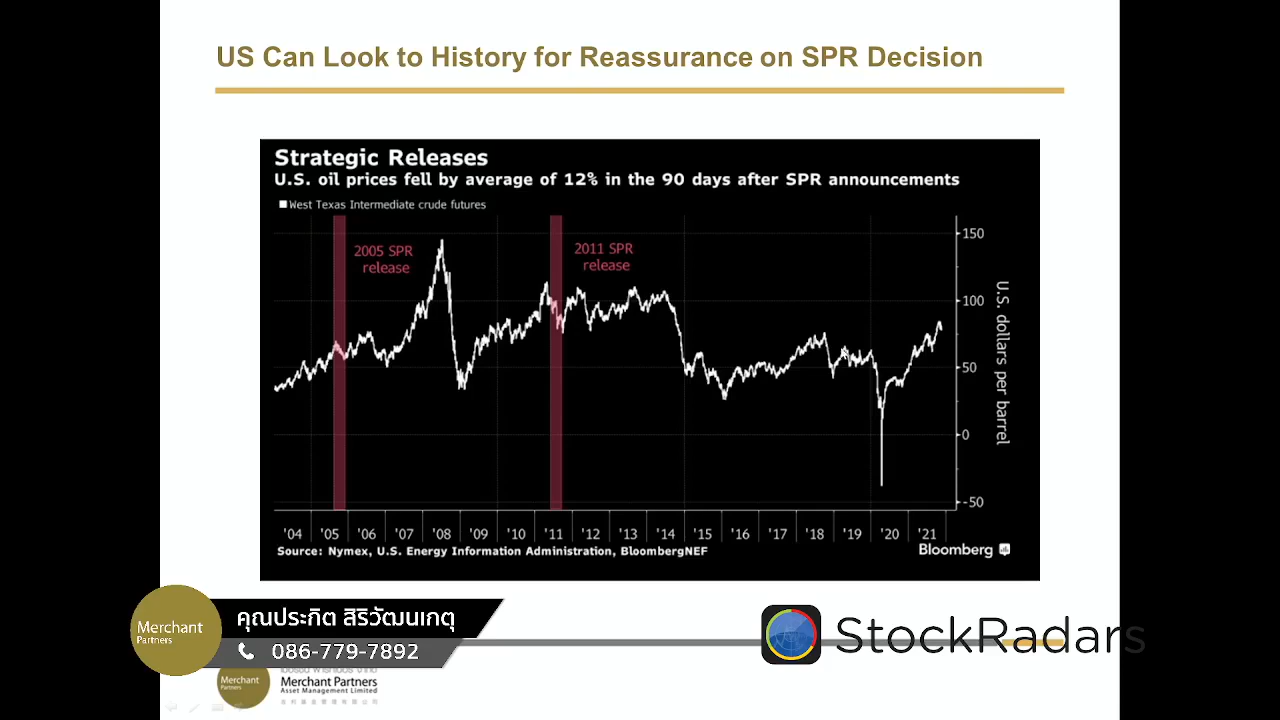 US Can Look to History for Reassurance on SPR Decision
Strategic Releases
U.S. oil prices fell by average of 12% in the 90 days after SPR announcements
West Texas Intermediate crude futures
2005 SPR
release
2011 SPR
release
150
100
50
0
-50
U.S. dollars per barrel
'04 '05 '06 '07 '08 '09 '10 '11 '12 '13 '14 '15 '16 '17 '18 '19 '20 '21
Source: Nymex, U.S. Energy Information Administration, BloombergNEF
Bloomberg
Merchant
Partners
คุณประกิต สิริวัฒนเกตุ
086-779-7892
StockRadars
Merchant
Partners
Merchant Partners
Asset Management Limited